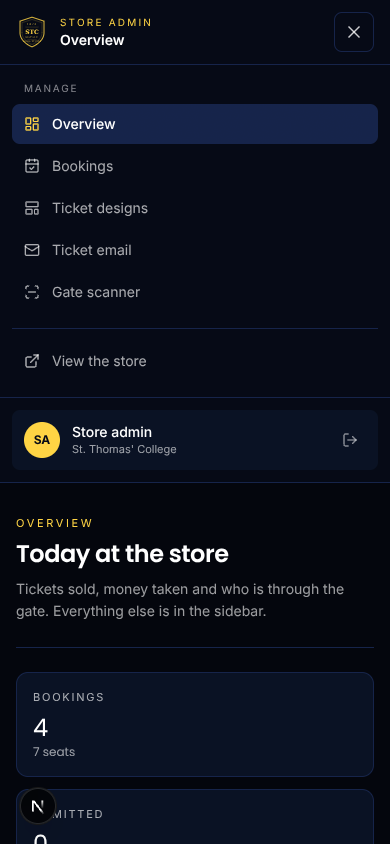 STC
STORE ADMIN
Overview
MANAGE
Overview
Bookings
Ticket designs
Ticket email
Gate scanner
View the store
SA
Store admin
St. Thomas' College
OVERVIEW
Today at the store
Tickets sold, money taken and who is through the
gate. Everything else is in the sidebar.
BOOKINGS
4
7 seats
N
MITTED
0